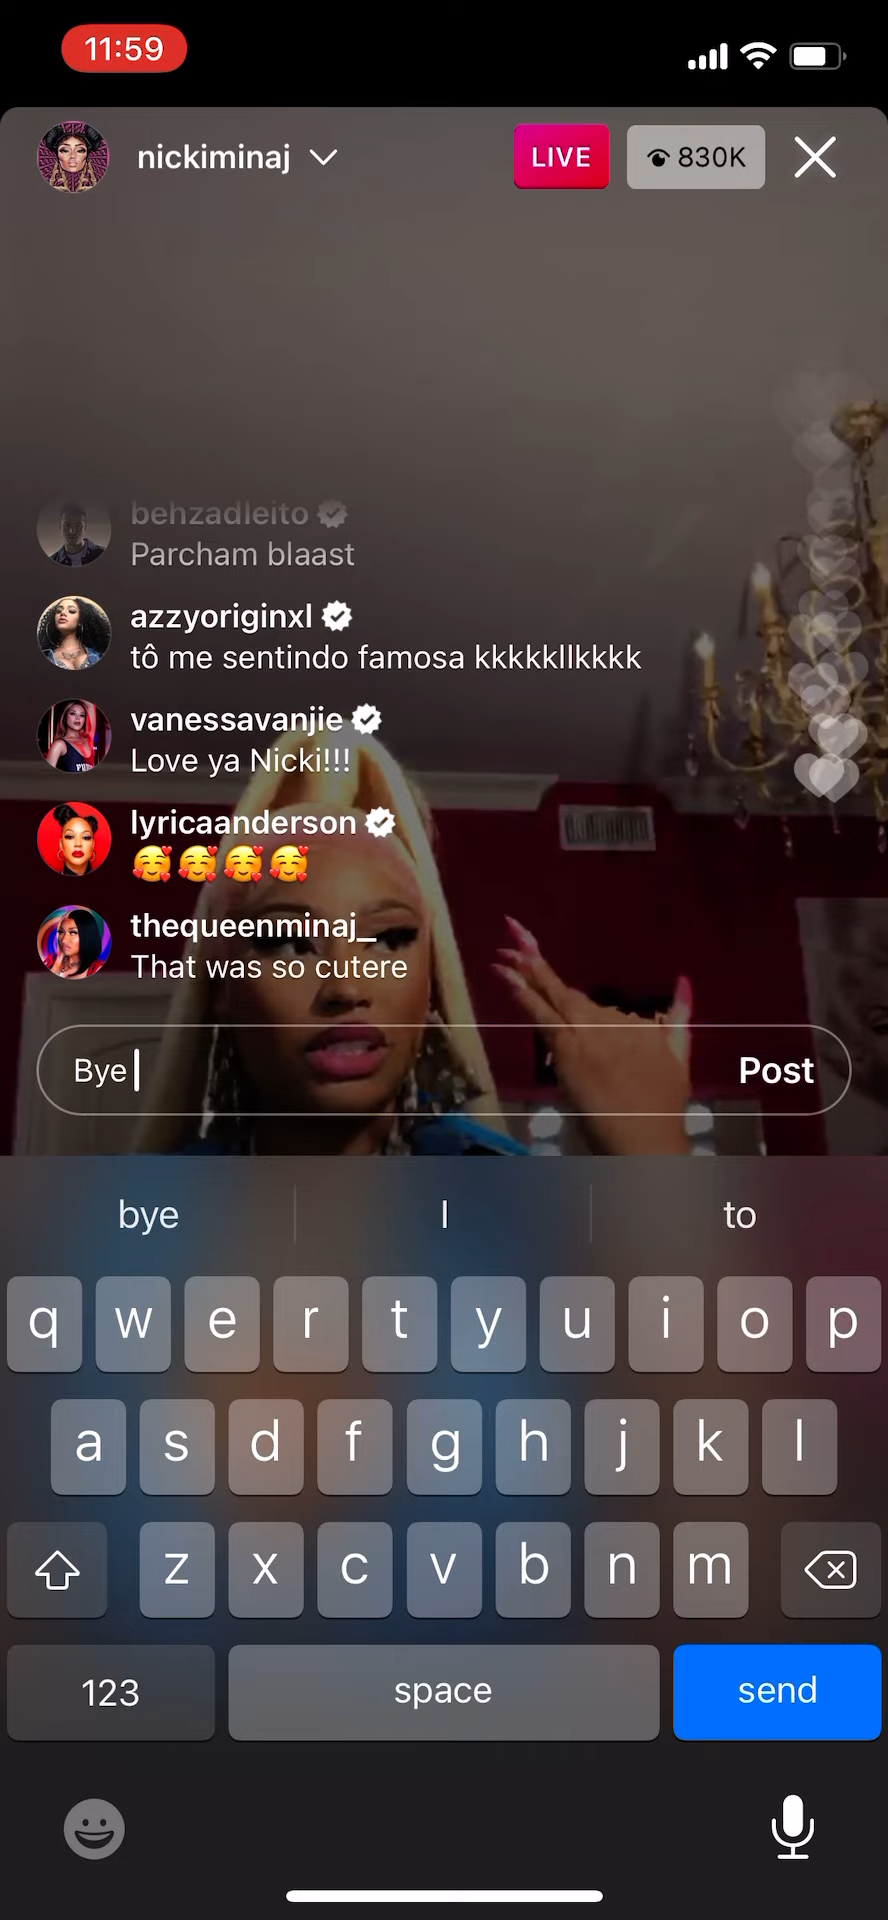 11:59
nickiminaj
LIVE
830K
behzadleito
Parcham blaast
azzyoriginxl
tô me sentindo famosa kkkkkllkkkk
vanessavanjie
Love ya Nicki!!!
lyricaanderson
🥰🥰🥰🥰
thequeenminaj_
That was so cutere
Bye
Post
bye I to
q w e r t y u i o p
a s d f g h j k l
z x c v b n m
123 space send